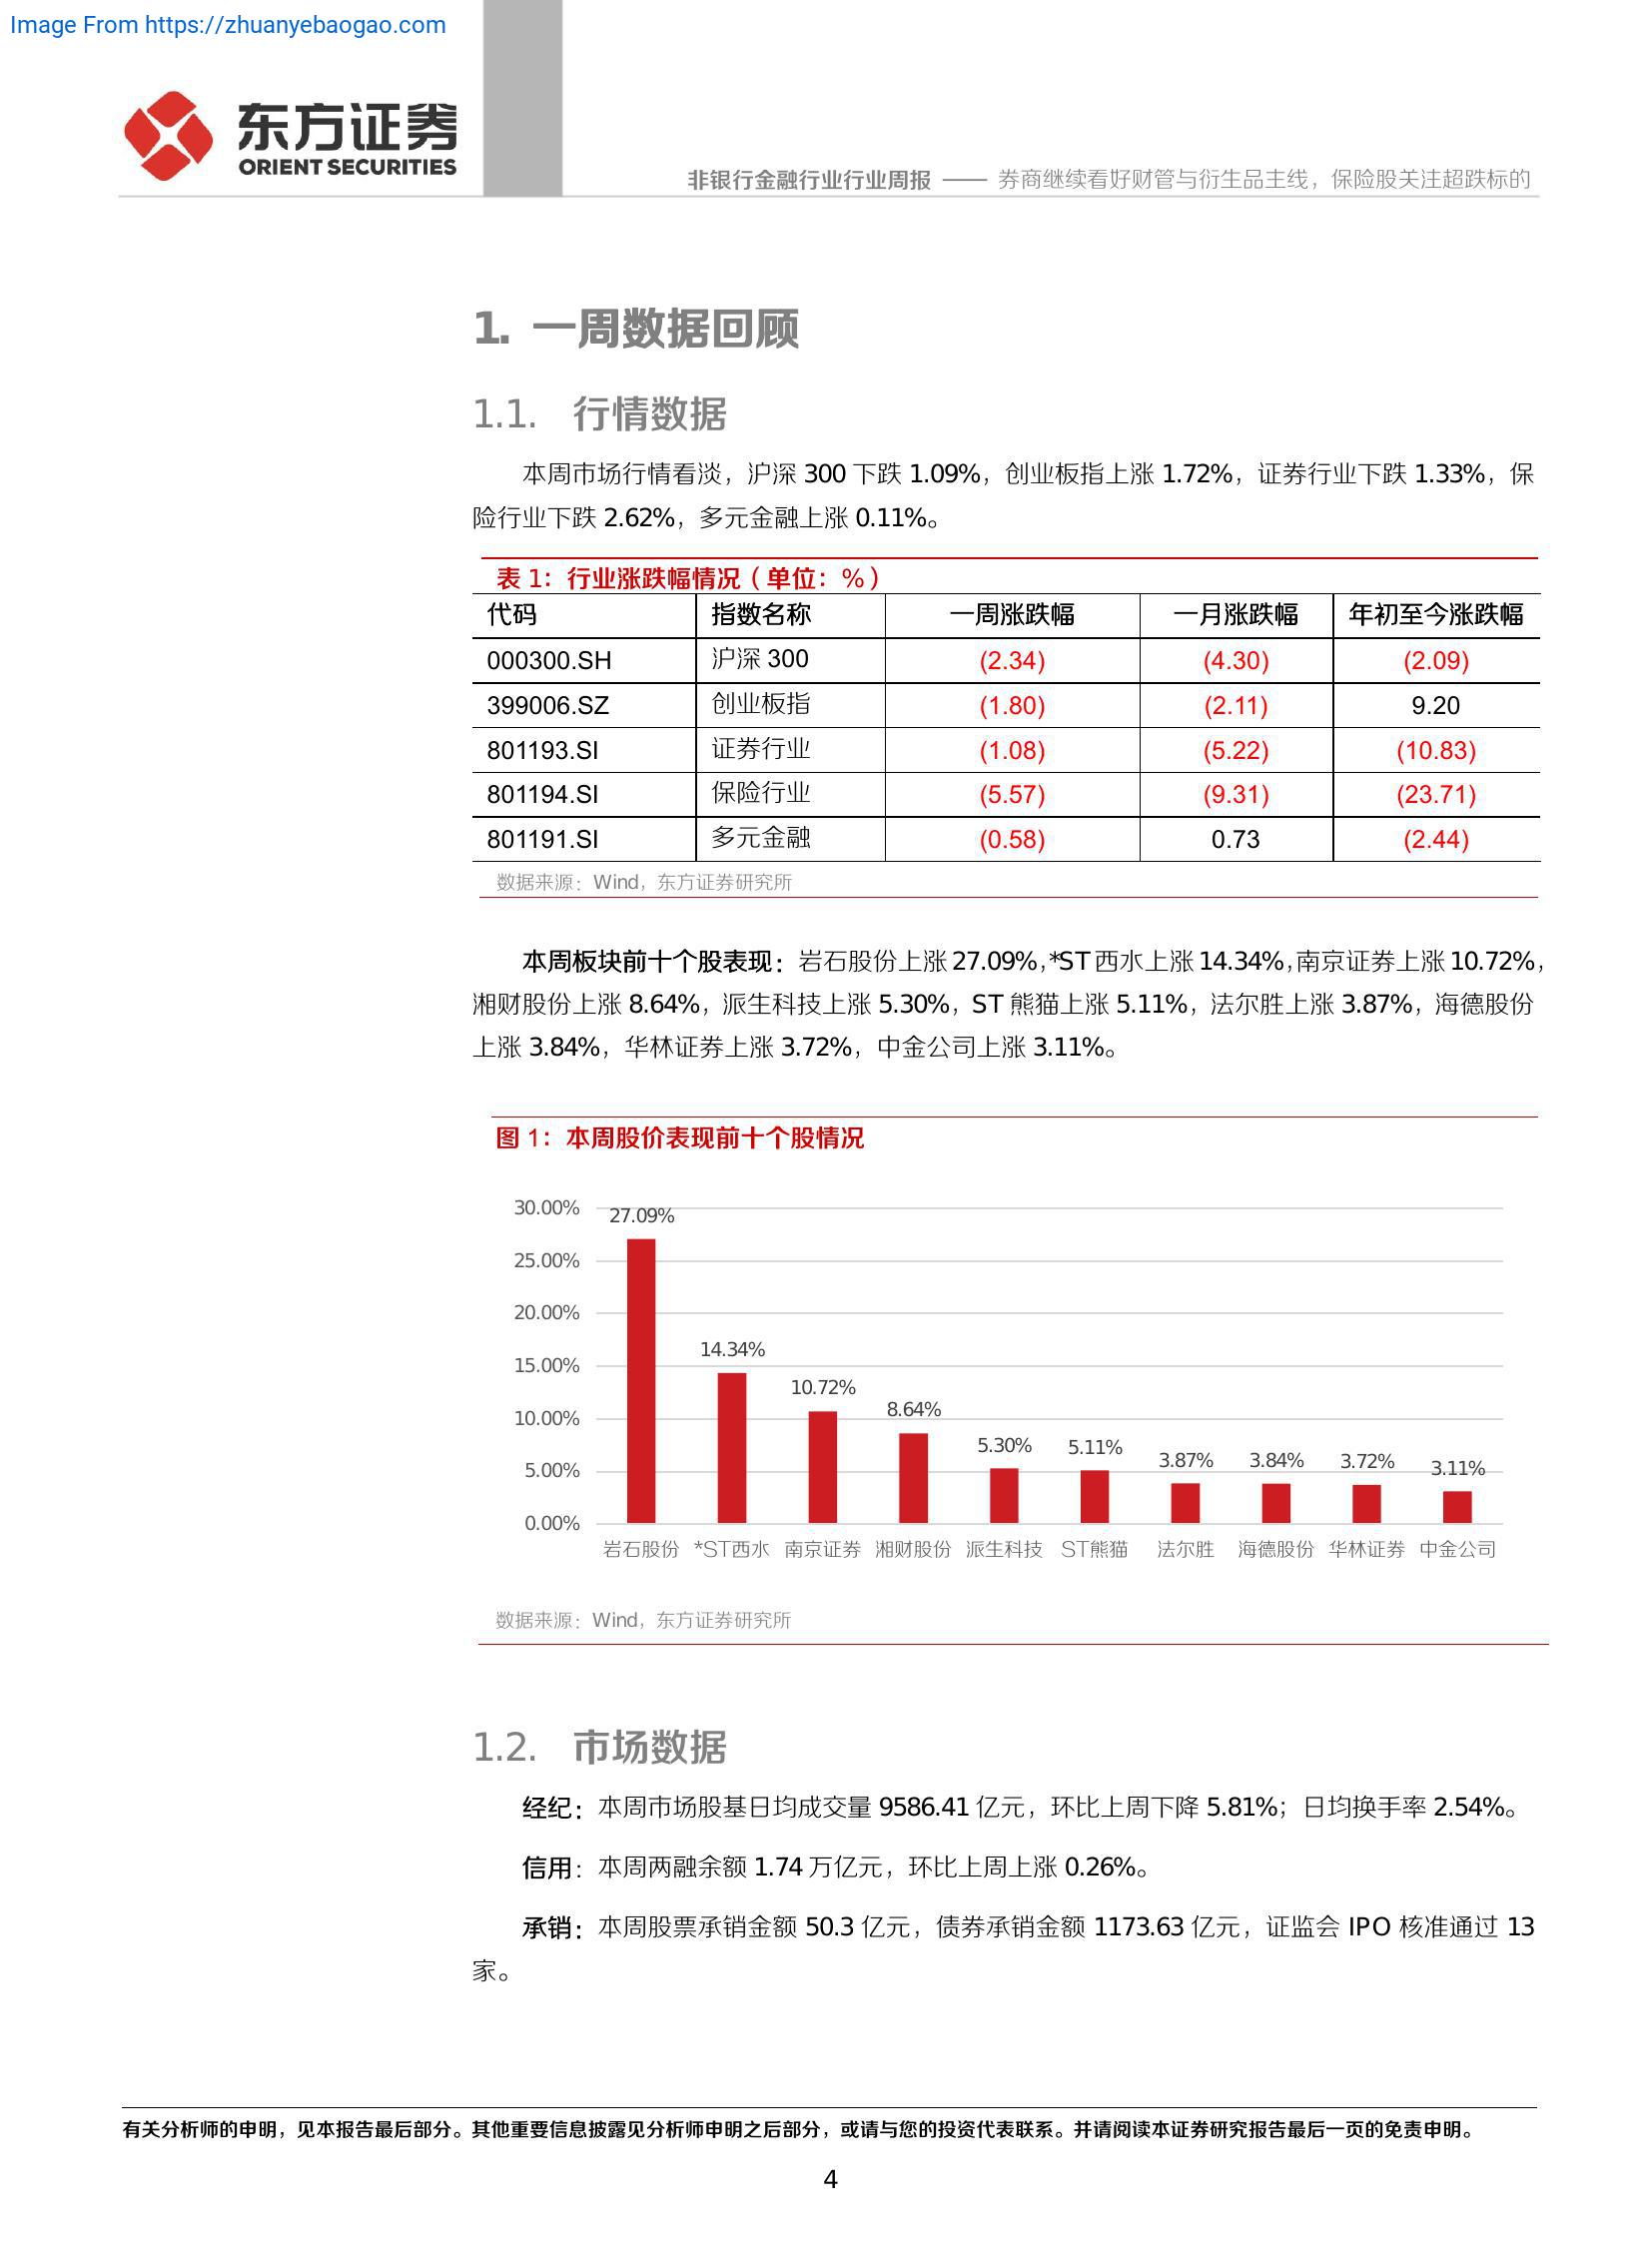 Image From https://zhuanyebaogao.com
东方证券
ORIENT SECURITIES
非银行金融行业行业周报 —— 券商继续看好财管与衍生品主线，保险股关注超跌标的
1. 一周数据回顾
1.1. 行情数据
本周市场行情看淡，沪深 300 下跌 1.09%，创业板指上涨 1.72%，证券行业下跌 1.33%，保
险行业下跌 2.62%，多元金融上涨 0.11%。
表 1：行业涨跌幅情况（单位：%）
代码 指数名称 一周涨跌幅 一月涨跌幅 年初至今涨跌幅
000300.SH 沪深 300 (2.34) (4.30) (2.09)
399006.SZ 创业板指 (1.80) (2.11) 9.20
801193.SI 证券行业 (1.08) (5.22) (10.83)
801194.SI 保险行业 (5.57) (9.31) (23.71)
801191.SI 多元金融 (0.58) 0.73 (2.44)
数据来源：Wind，东方证券研究所
本周板块前十个股表现：岩石股份上涨 27.09%，*ST 西水上涨 14.34%，南京证券上涨 10.72%，
湘财股份上涨 8.64%，派生科技上涨 5.30%，ST 熊猫上涨 5.11%，法尔胜上涨 3.87%，海德股份
上涨 3.84%，华林证券上涨 3.72%，中金公司上涨 3.11%。
图 1：本周股价表现前十个股情况
30.00%
27.09%
25.00%
20.00%
15.00%
14.34%
10.72%
10.00%
8.64%
5.30% 5.11% 3.87% 3.84% 3.72% 3.11%
5.00%
0.00%
岩石股份 *ST西水 南京证券 湘财股份 派生科技 ST熊猫 法尔胜 海德股份 华林证券 中金公司
数据来源：Wind，东方证券研究所
1.2. 市场数据
经纪：本周市场股基日均成交量 9586.41 亿元，环比上周下降 5.81%；日均换手率 2.54%。
信用：本周两融余额 1.74 万亿元，环比上周上涨 0.26%。
承销：本周股票承销金额 50.3 亿元，债券承销金额 1173.63 亿元，证监会 IPO 核准通过 13
家。
有关分析师的申明，见本报告最后部分。其他重要信息披露见分析师申明之后部分，或请与您的投资代表联系。并请阅读本证券研究报告最后一页的免责申明。
4